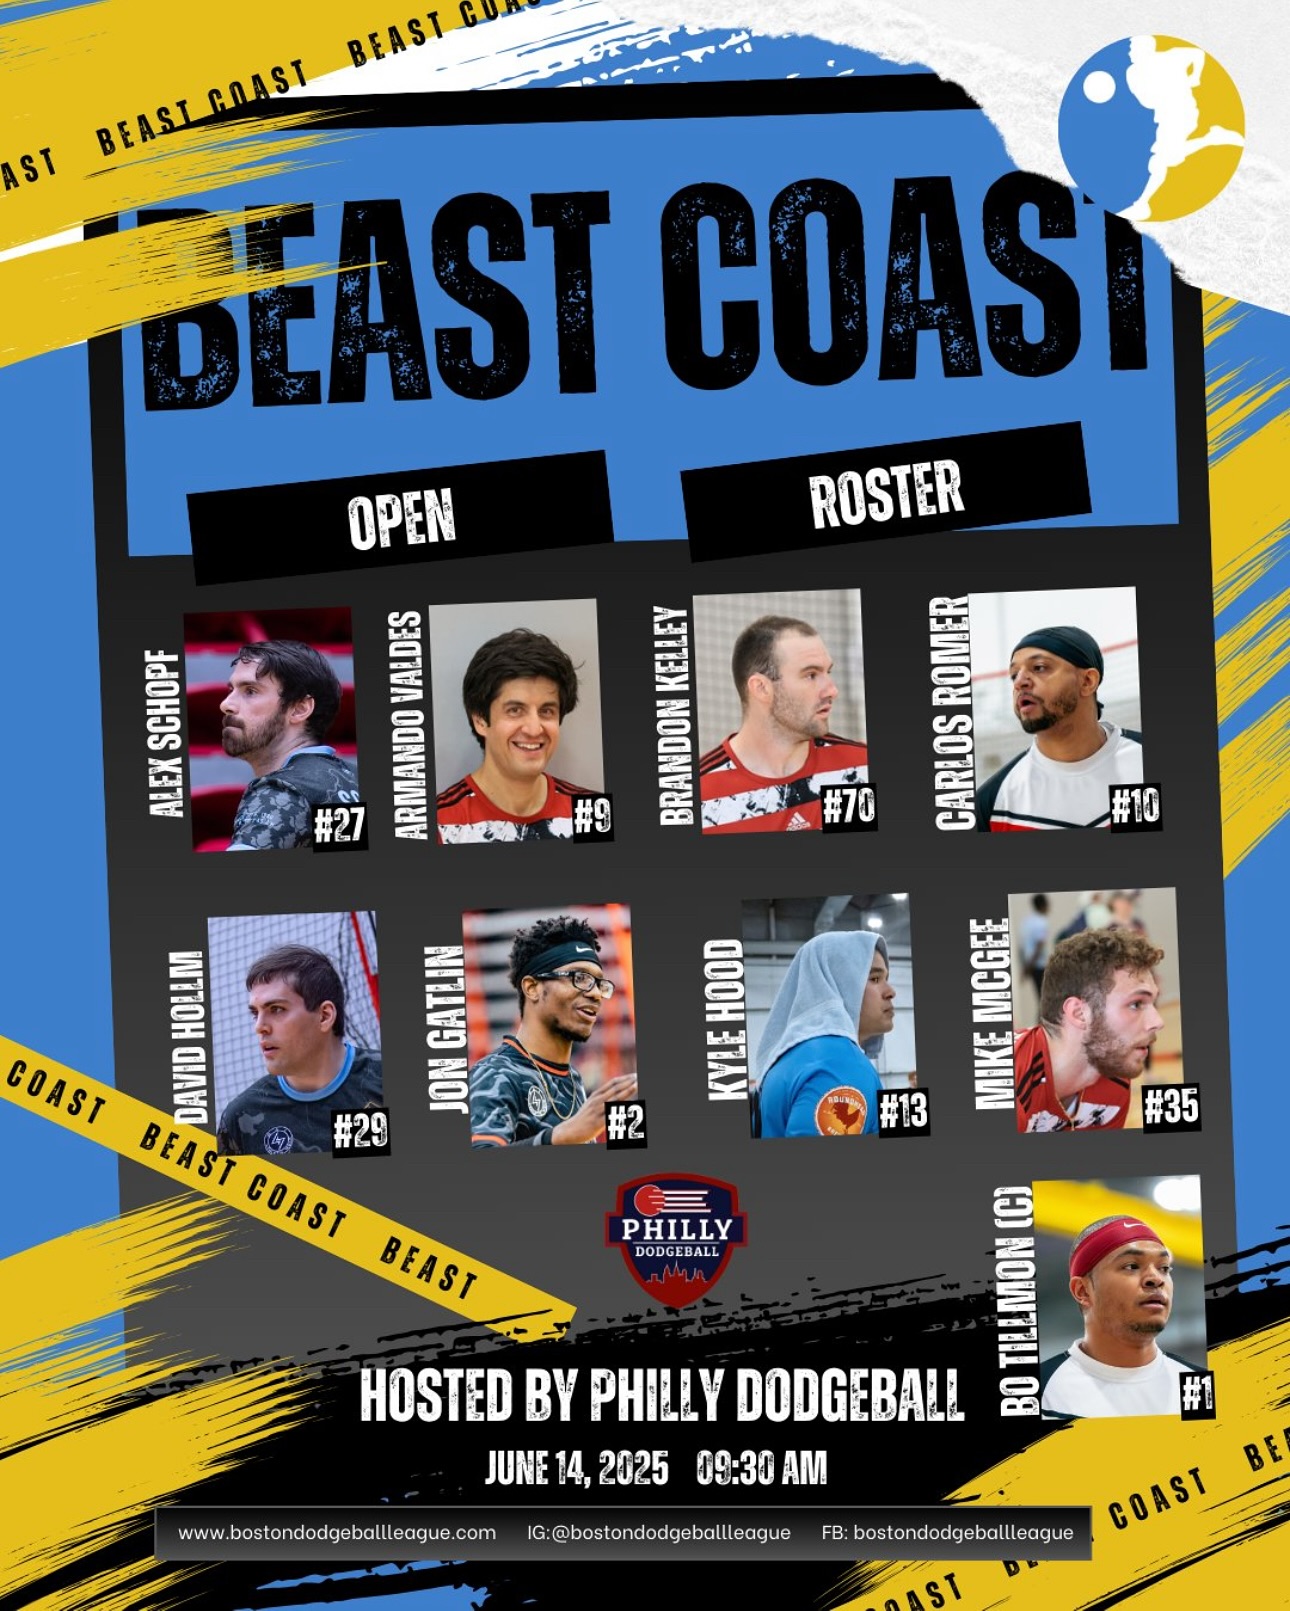 AST BEAST COAST BEAST COAS
BEAST COAST
OPEN
ROSTER
ALEX SCHOPF
#27
ARMANDO VALDES
#9
BRANDON KELLEY
#70
CARLOS ROMER
#10
DAVID HOLLM
#29
JON GATLIN
#2
KYLE HOOD
#13
MIKE MCGEE
#35
COAST BEAST COAST BEAST
PHILLY
DODGEBALL
BO TILLMON (C)
#1
HOSTED BY PHILLY DODGEBALL
JUNE 14, 2025 09:30 AM
www.bostondodgeballleague.com IG:@bostondodgeballleague FB: bostondodgeballleague
COAST